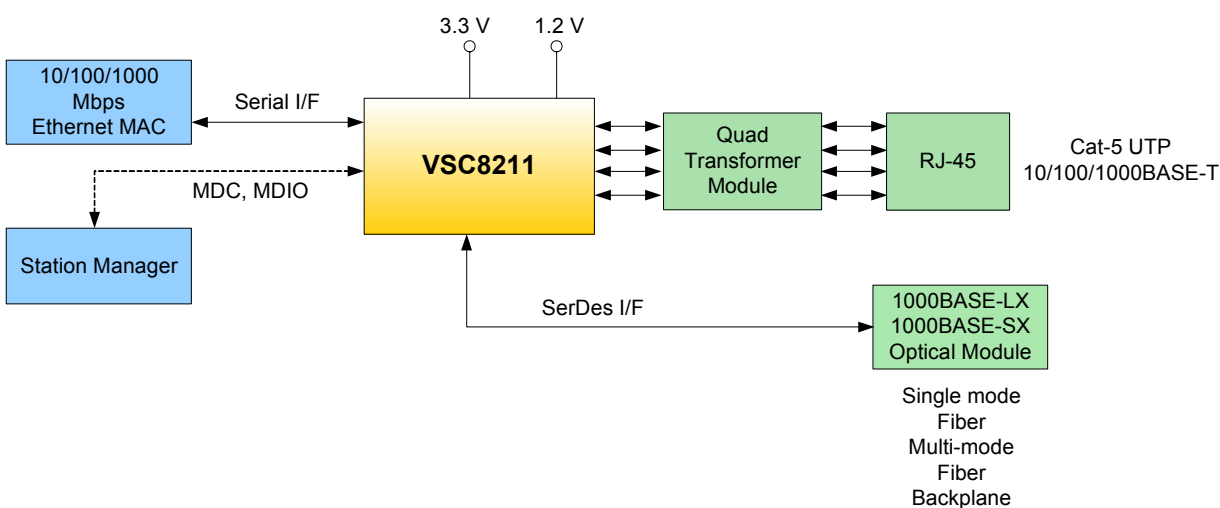 3.3 V
1.2 V
10/100/1000
Mbps
Ethernet MAC
Serial I/F
VSC8211
Quad
Transformer
Module
RJ-45
Cat-5 UTP
10/100/1000BASE-T
MDC, MDIO
Station Manager
SerDes I/F
1000BASE-LX
1000BASE-SX
Optical Module
Single mode
Fiber
Multi-mode
Fiber
Backplane